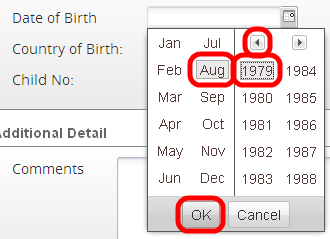 Date of Birth
Country of Birth:
Child No:
Additional Detail
Comments
Jan Jul
Feb Aug 1979 1984
Mar Sep 1980 1985
Apr Oct 1981 1986
May Nov 1982 1987
Jun Dec 1983 1988
OK Cancel